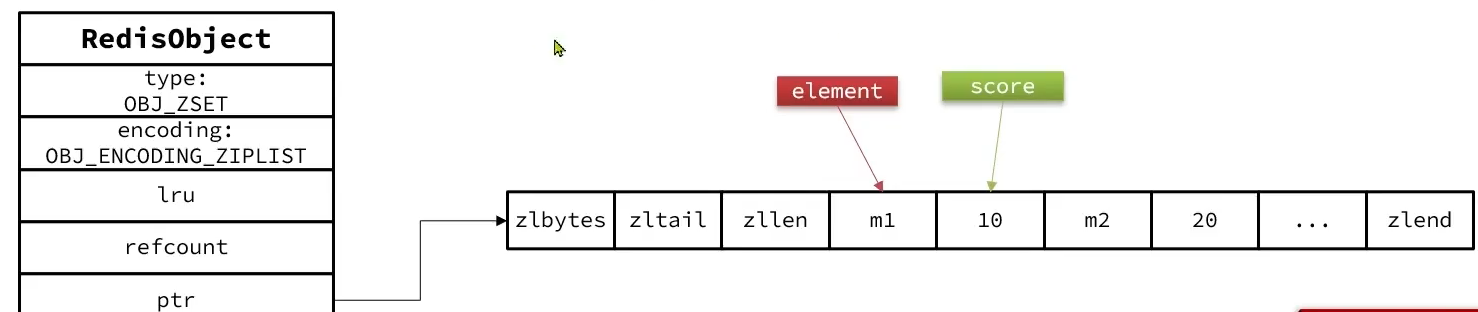 RedisObject
type:
OBJ_ZSET
encoding:
OBJ_ENCODING_ZIPLIST
lru
refcount
ptr
element
score
zlbytes zltail zllen m1 10 m2 20 ... zlend